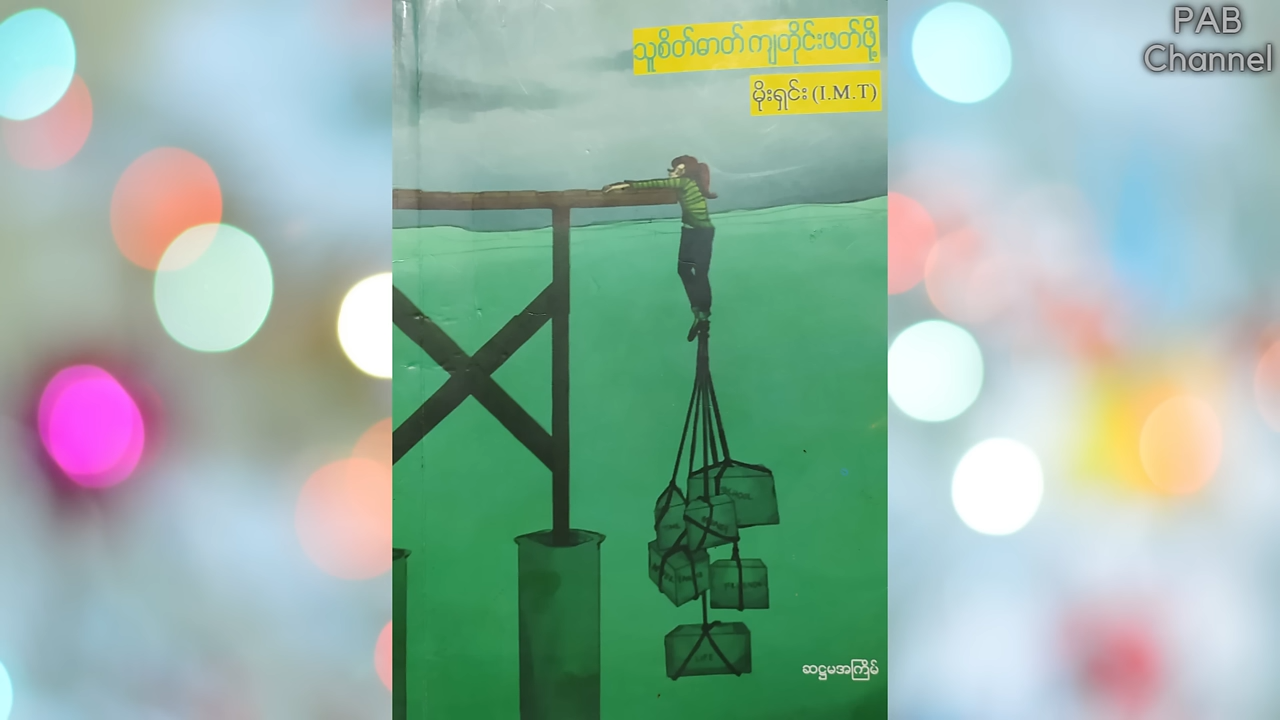 PAB
Channel
သူစိတ်ဓာတ် ကျတိုင်းဖတ်ဖို့
မိုးရှင်း (I.M.T)
LIFE
ဆဋ္ဌမအကြိမ်